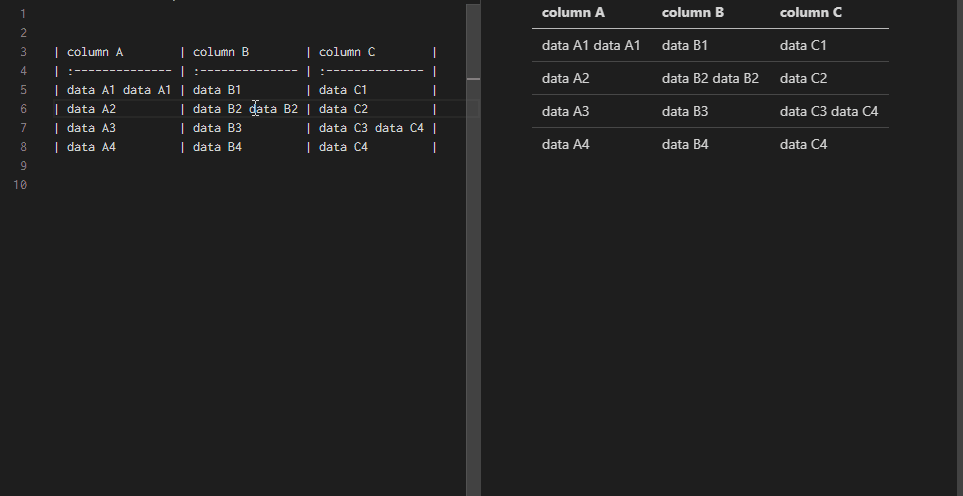 1
2
3 | column A | column B | column C |
4 | :-------------- | :-------------- | :-------------- |
5 | data A1 data A1 | data B1 | data C1 |
6 | data A2 | data B2 data B2 | data C2 |
7 | data A3 | data B3 | data C3 data C4 |
8 | data A4 | data B4 | data C4 |
9
10
column A column B column C
data A1 data A1 data B1 data C1
data A2 data B2 data B2 data C2
data A3 data B3 data C3 data C4
data A4 data B4 data C4